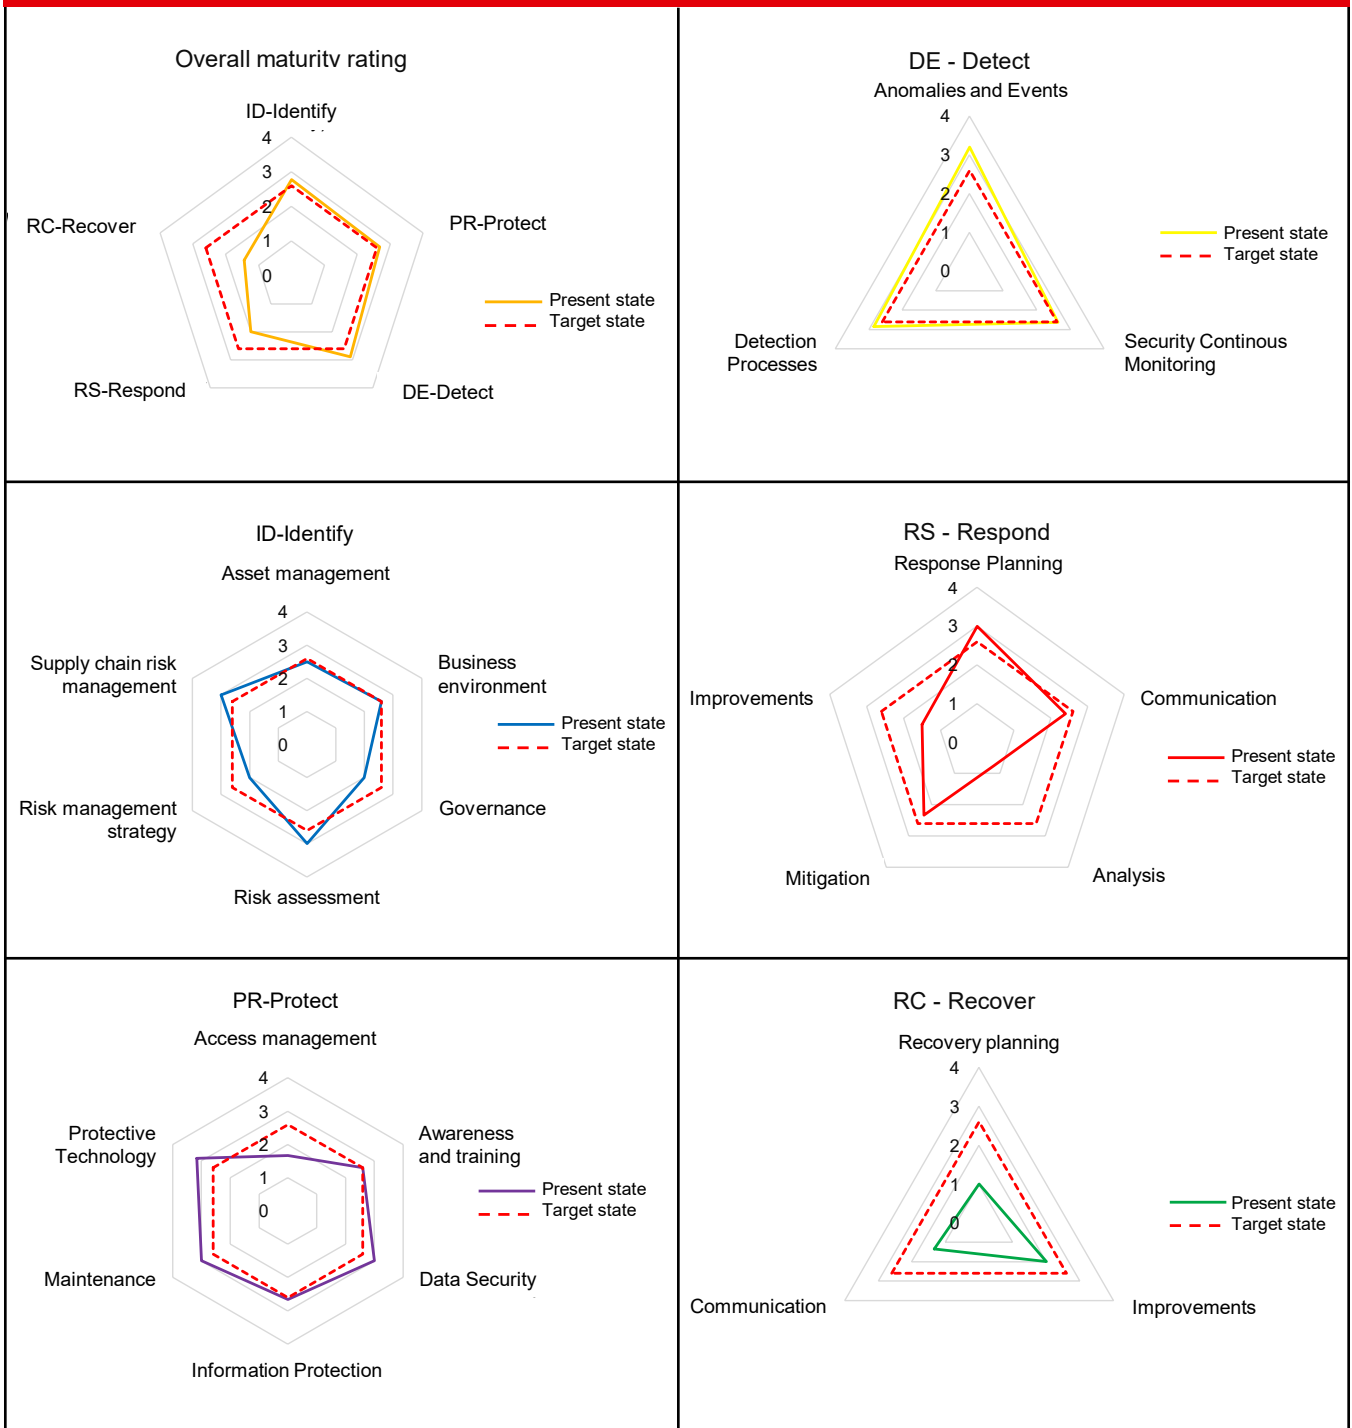 Overall maturity rating
ID-Identify
4
3
2
1
0
RC-Recover
PR-Protect
RS-Respond
DE-Detect
Present state
Target state
DE - Detect
Anomalies and Events
4
3
2
1
0
Detection
Processes
Security Continous
Monitoring
Present state
Target state
ID-Identify
Asset management
4
3
2
1
0
Supply chain risk
management
Business
environment
Risk management
strategy
Governance
Risk assessment
Present state
Target state
RS - Respond
Response Planning
4
3
2
1
0
Improvements
Communication
Mitigation
Analysis
Present state
Target state
PR-Protect
Access management
4
3
2
1
0
Protective
Technology
Awareness
and training
Maintenance
Data Security
Information Protection
Present state
Target state
RC - Recover
Recovery planning
4
3
2
1
0
Communication
Improvements
Present state
Target state